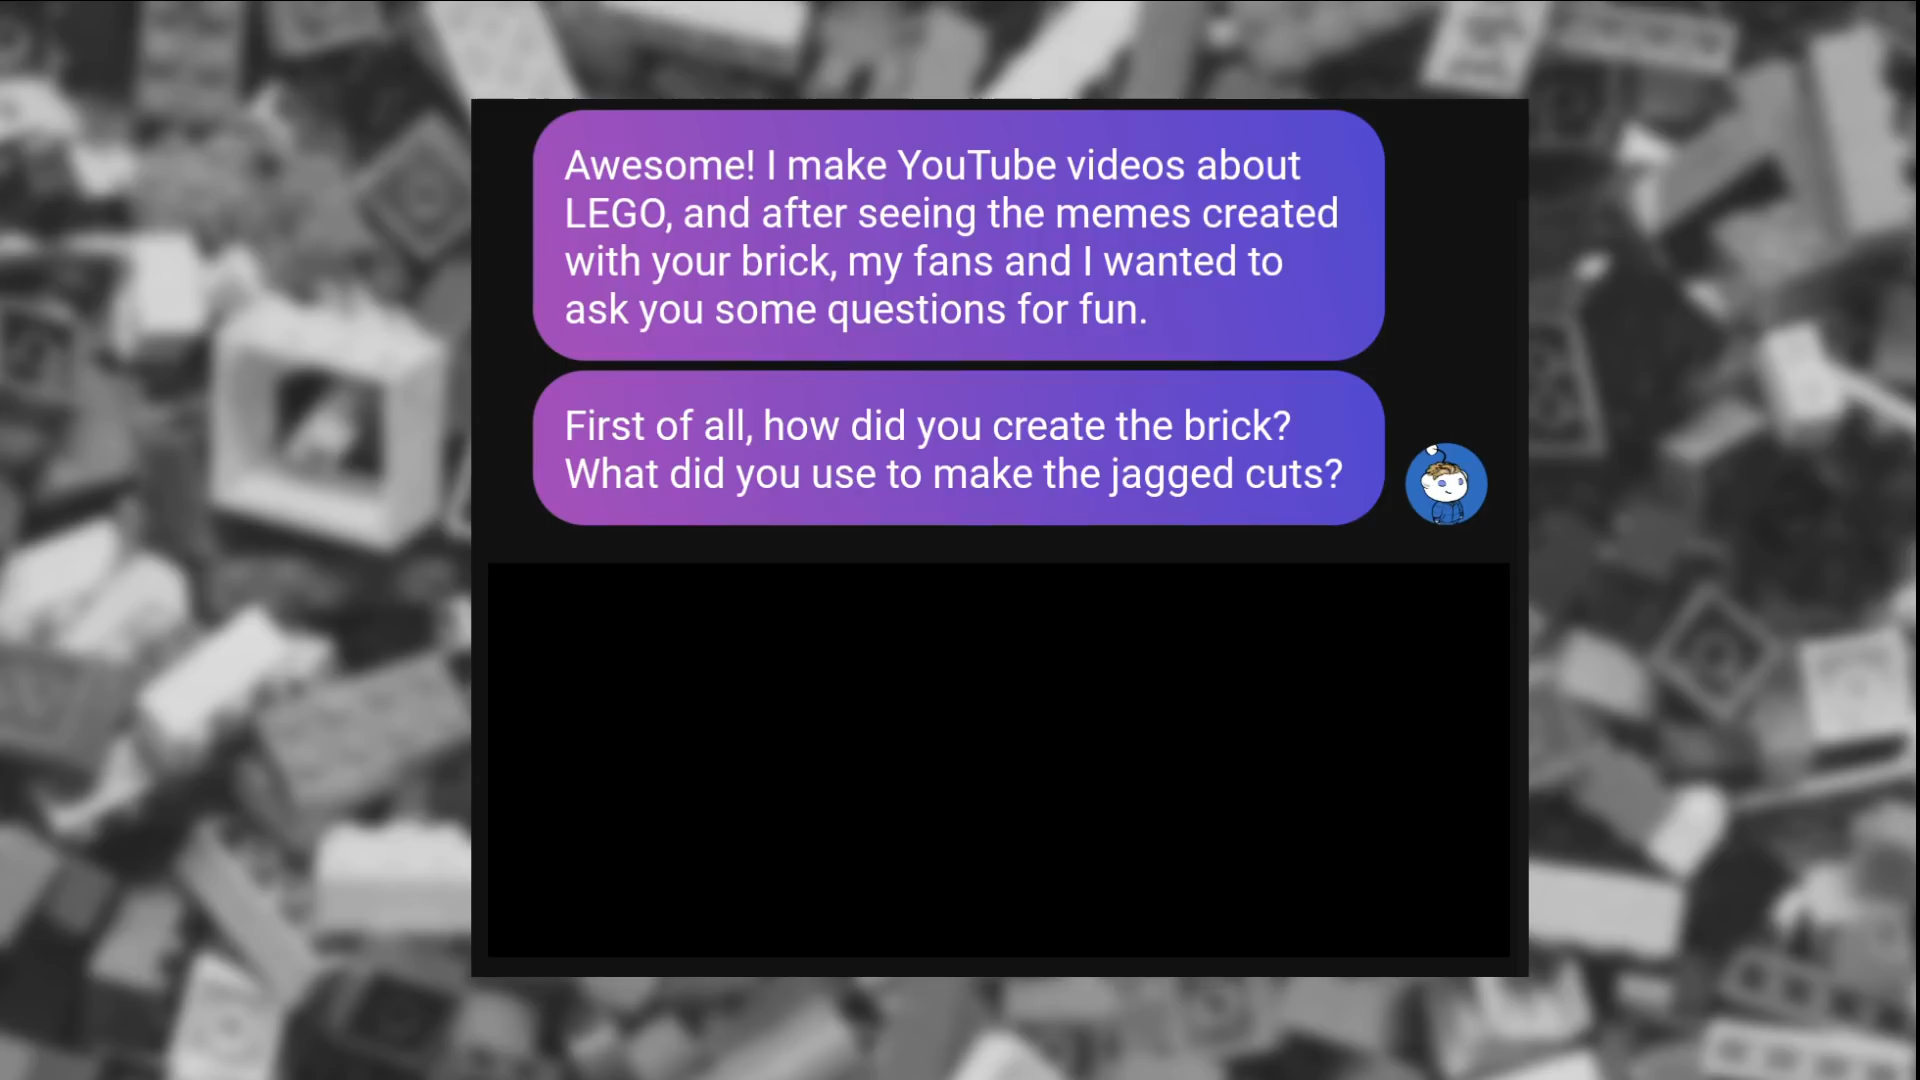 Awesome! I make YouTube videos about
LEGO, and after seeing the memes created
with your brick, my fans and I wanted to
ask you some questions for fun.
First of all, how did you create the brick?
What did you use to make the jagged cuts?